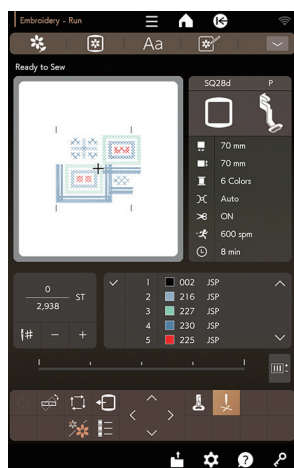 Embroidery - Run
Aa
Ready to Sew
SQ28d P
70 mm
70 mm
6 Colors
Auto
ON
600 spm
8 min
0
2,938
ST
1 002 JSP
2 216 JSP
3 227 JSP
4 230 JSP
5 225 JSP
#
- +
?